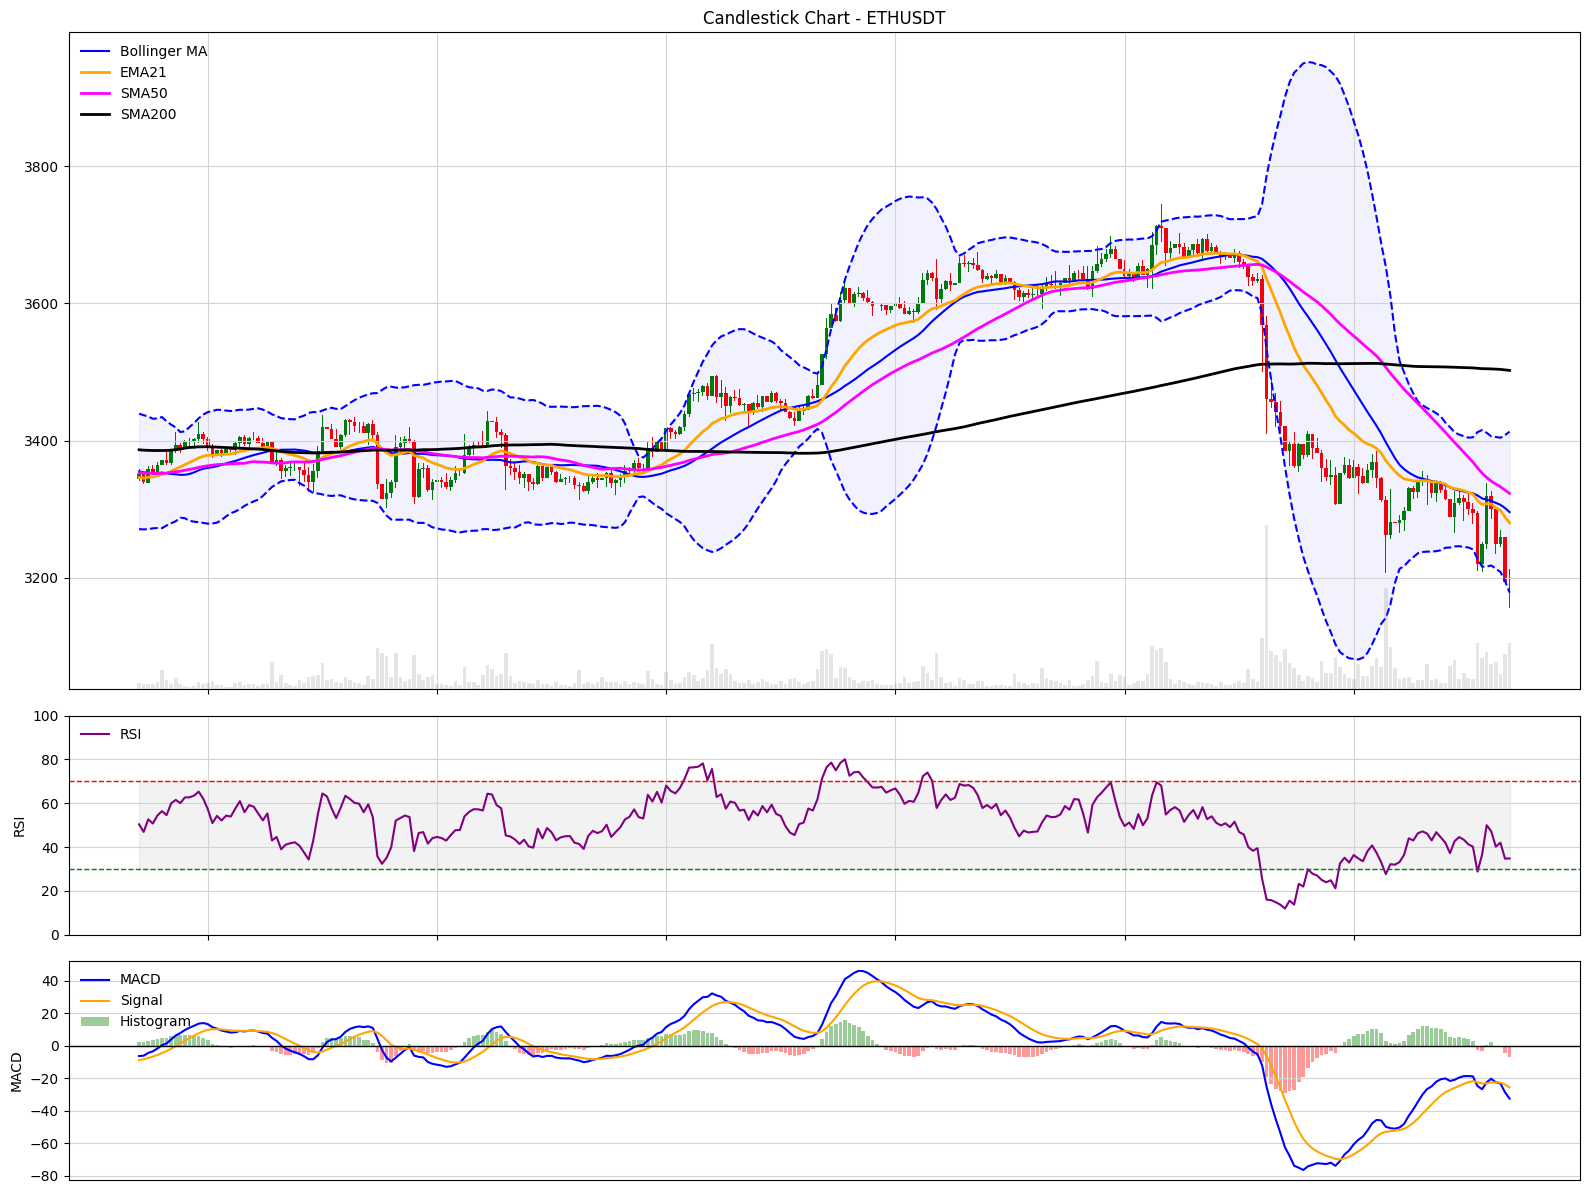 Candlestick Chart - ETHUSDT
Bollinger MA
EMA21
SMA50
SMA200
3800
3600
3400
3200
RSI
100
80
60
40
20
0
RSI
MACD
Signal
Histogram
40
20
0
−20
−40
−60
−80
MACD